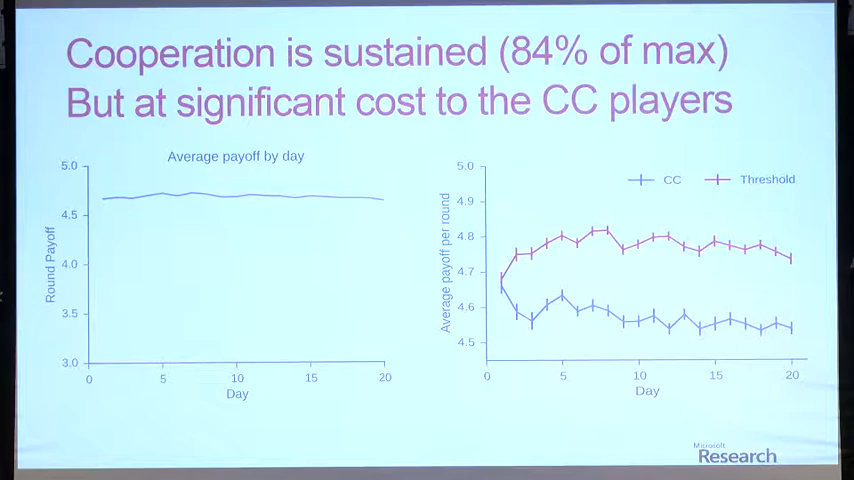 Cooperation is sustained (84% of max)
But at significant cost to the CC players
Average payoff by day
5.0
4.5
4.0
3.5
3.0
Round Payoff
0 5 10 15 20
Day
CC Threshold
5.0
4.9
4.8
4.7
4.6
4.5
Average payoff per round
0 5 10 15 20
Day
Microsoft
Research